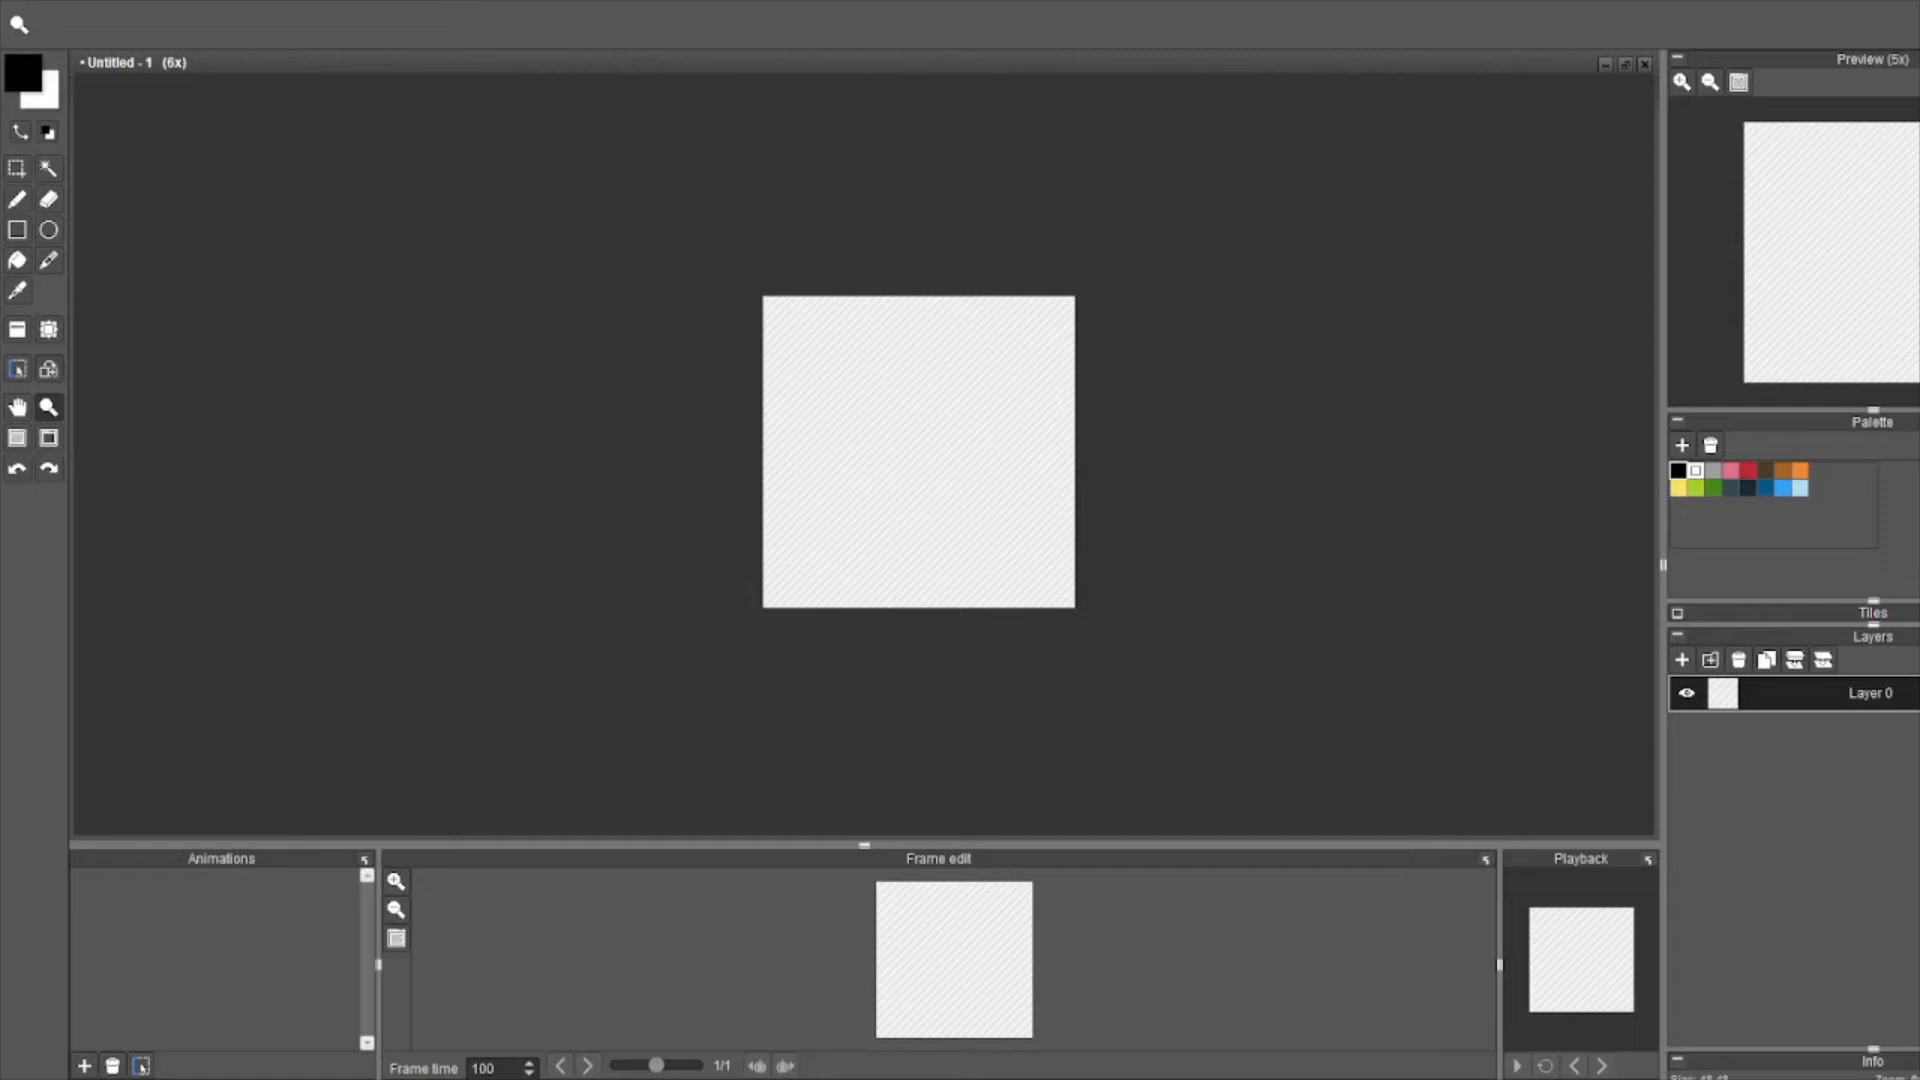 • Untitled - 1 (6x)
Preview (5x)
Palette
Tiles
Layers
Layer 0
Animations
Frame edit
Playback
Frame time 100
1/1
Info